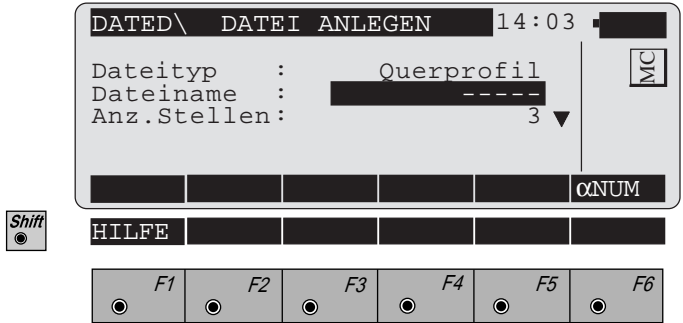 DATED\ DATEI ANLEGEN 14:03
MC
Dateityp : Querprofil
Dateiname : -----
Anz.Stellen: 3 ▼
αNUM
Shift
HILFE
F1 F2 F3 F4 F5 F6